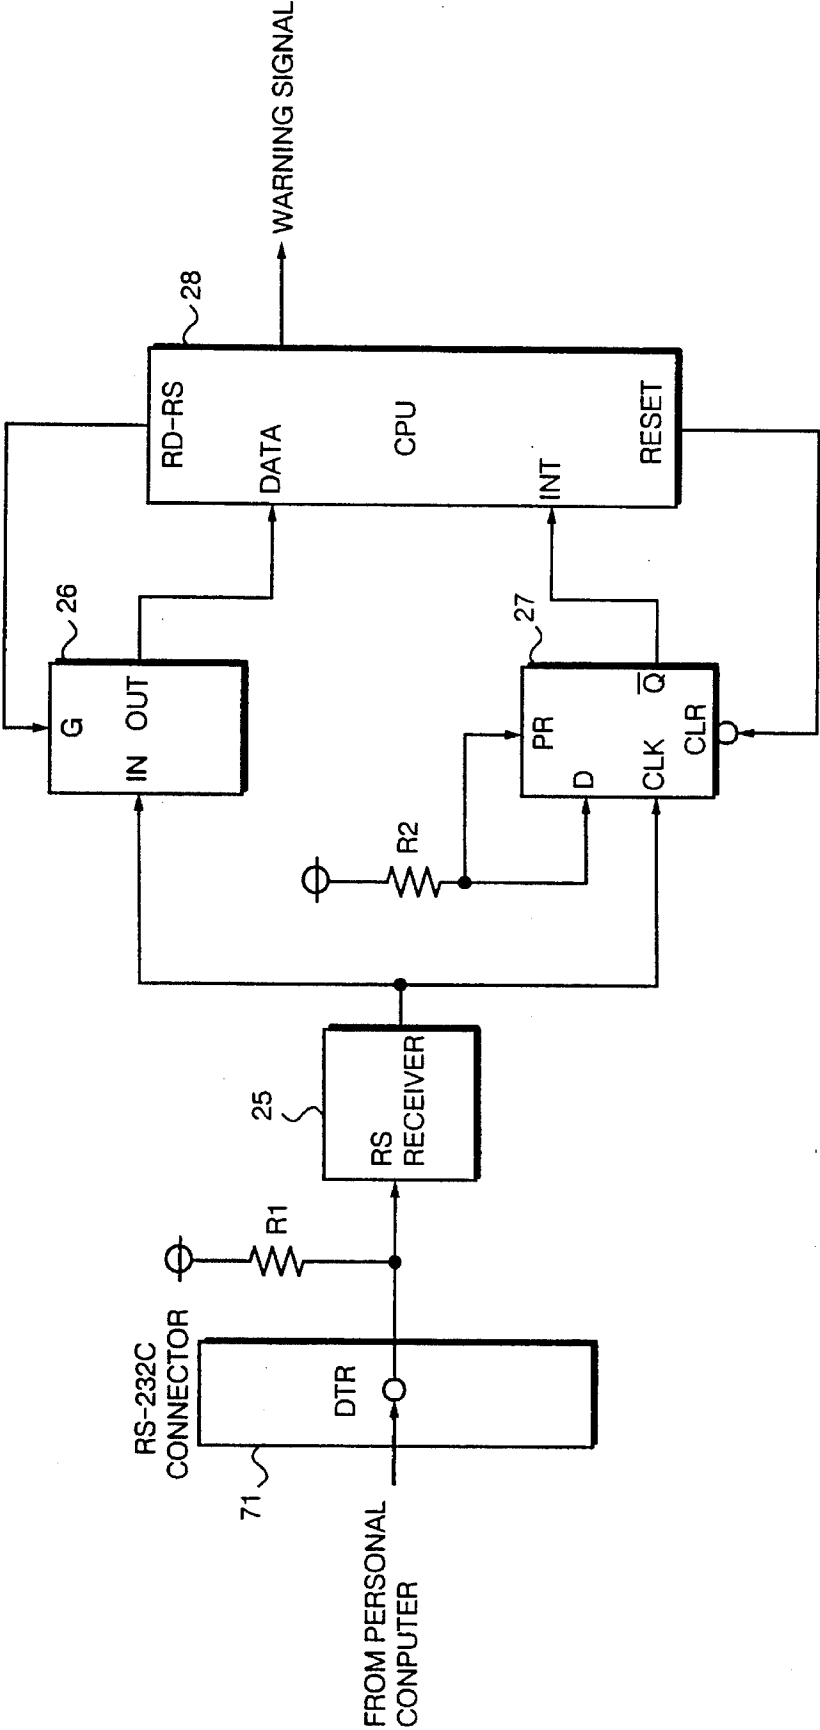 FROM PERSONAL
CONPUTER
71
RS-232C
CONNECTOR
DTR
R1
25
RS
RECEIVER
R2
26
G
IN OUT
27
PR
D
Q̅
CLK
CLR
28
RD-RS
DATA
CPU
INT
RESET
WARNING SIGNAL